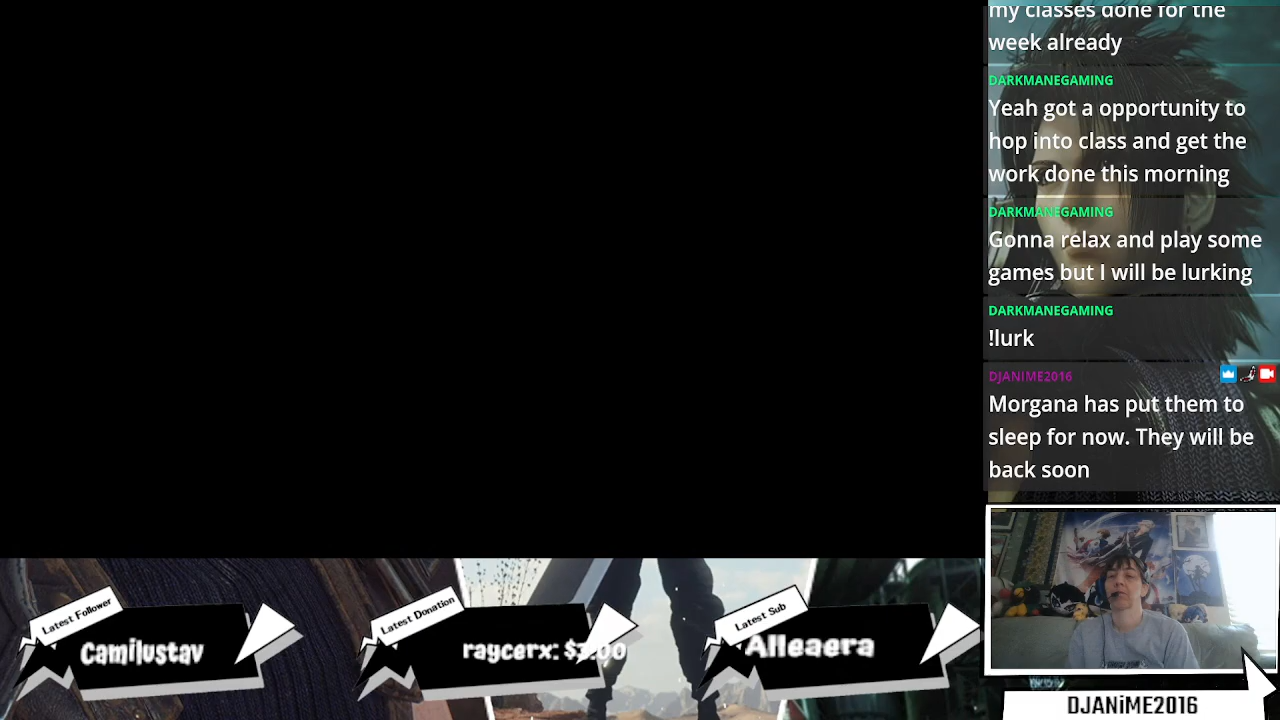 my classes done for the
week already
DARKMANEGAMING
Yeah got a opportunity to
hop into class and get the
work done this morning
DARKMANEGAMING
Gonna relax and play some
games but I will be lurking
DARKMANEGAMING
!lurk
DJANIME2016
Morgana has put them to
sleep for now. They will be
back soon
Latest Follower
Camilustav
Latest Donation
raycerx: $3.00
Latest Sub
Alleaera
DJANiME2016